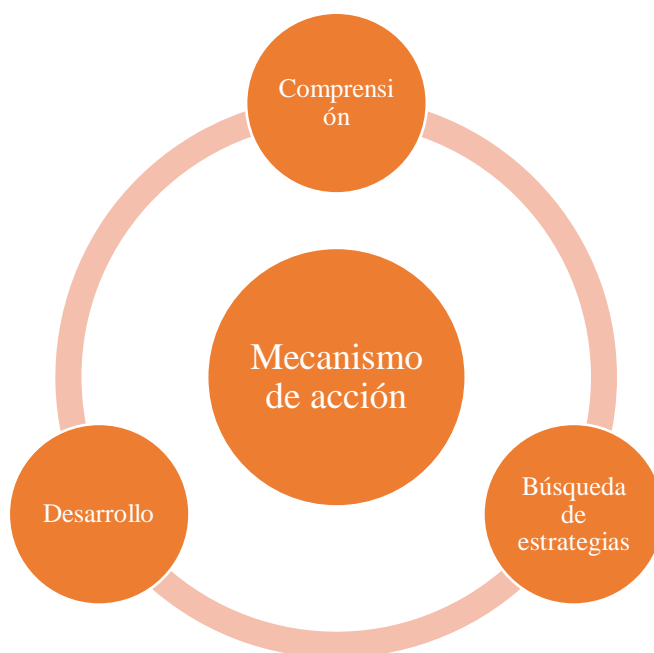 Comprensi
ón
Mecanismo
de acción
Búsqueda
de
estrategias
Desarrollo